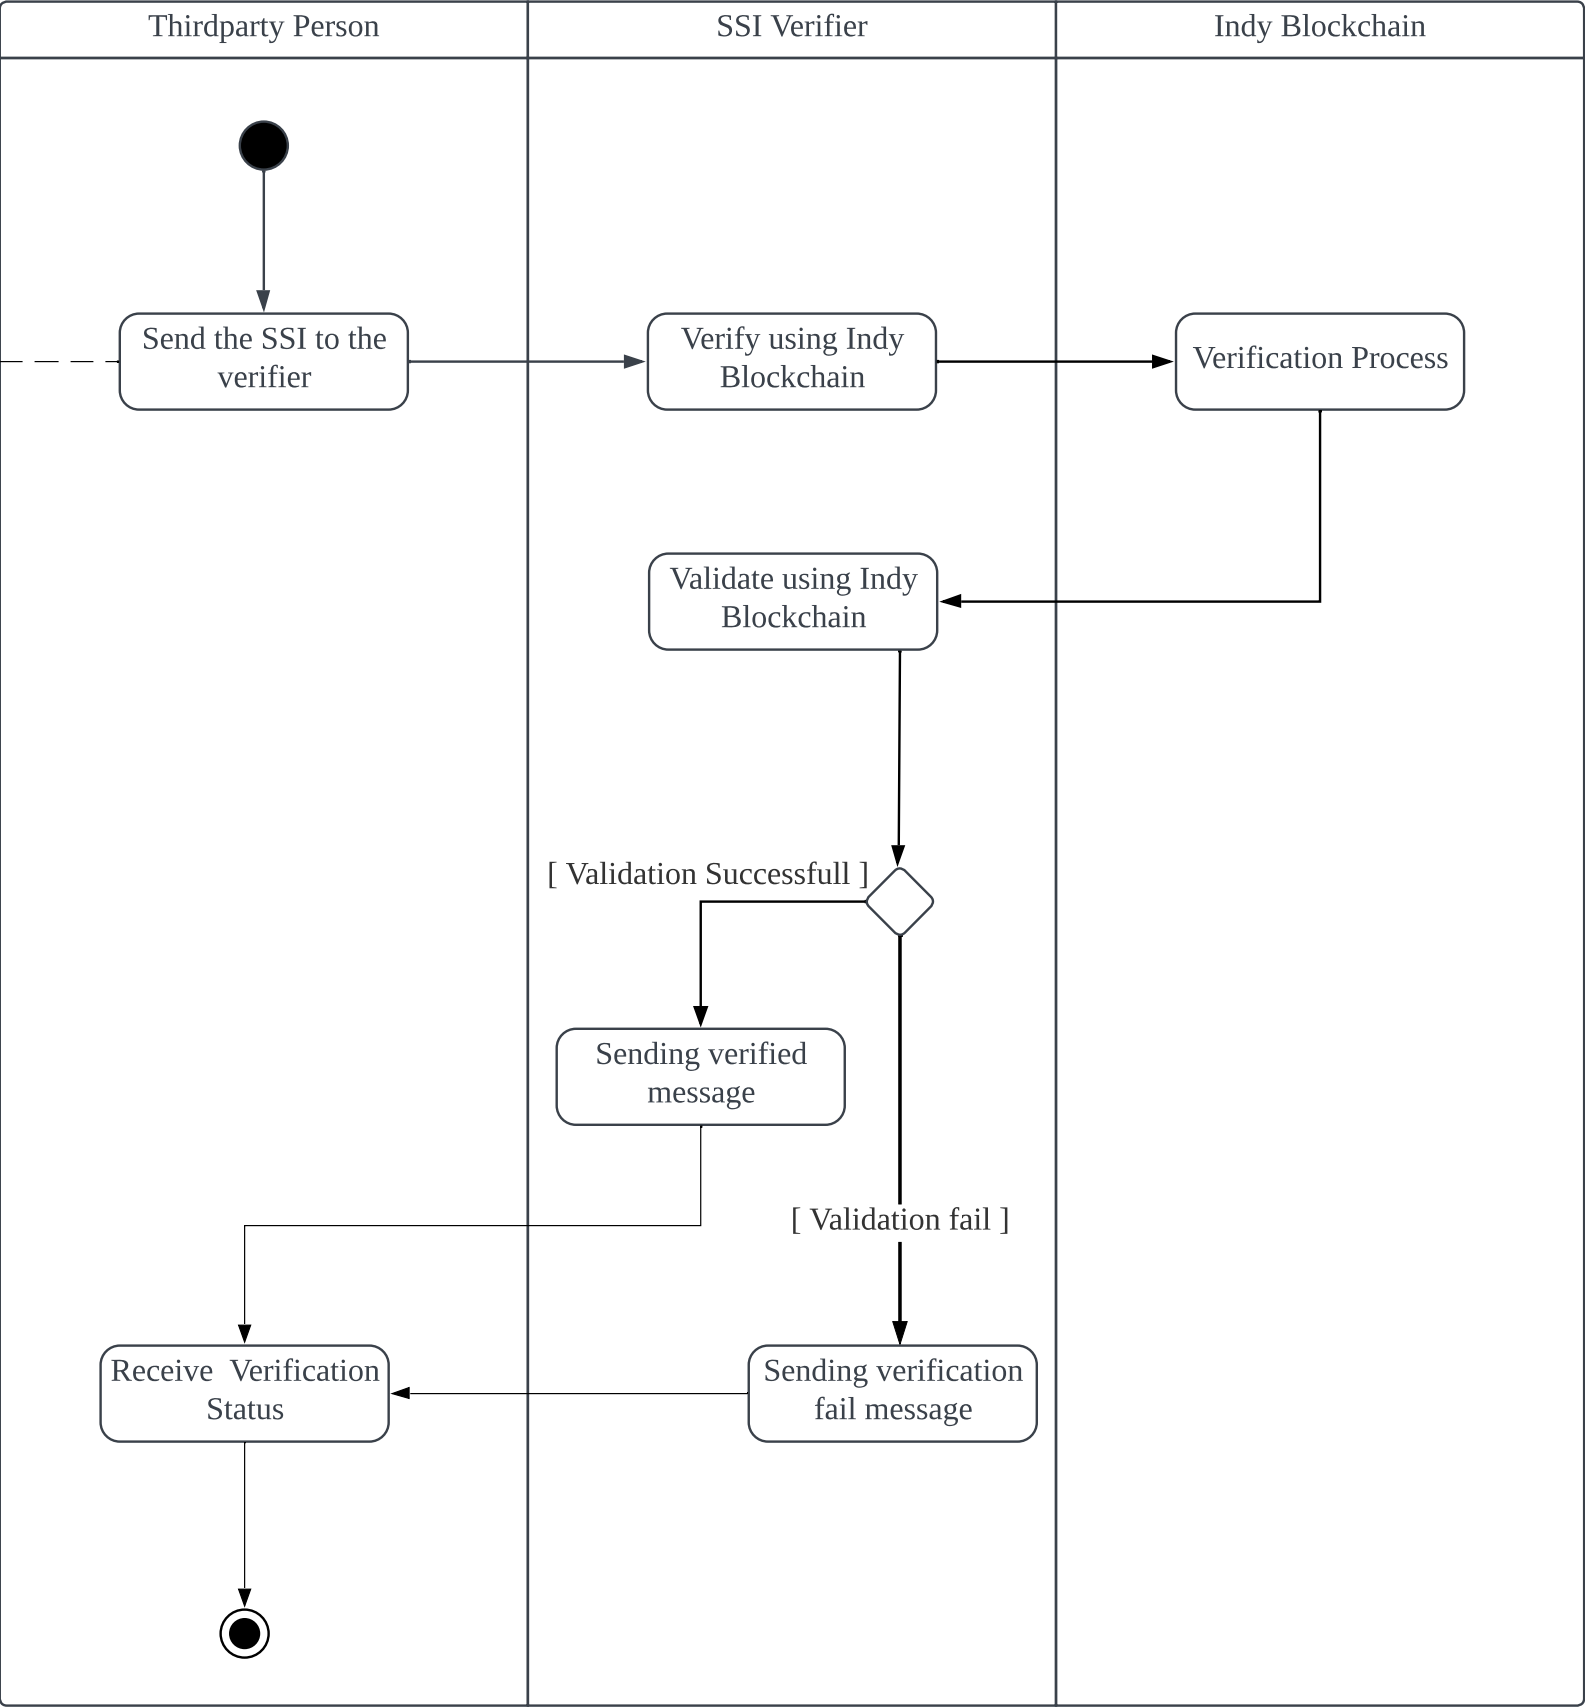 Thirdparty Person
SSI Verifier
Indy Blockchain
Send the SSI to the
verifier
Verify using Indy
Blockchain
Verification Process
Validate using Indy
Blockchain
[ Validation Successfull ]
Sending verified
message
[ Validation fail ]
Receive  Verification
Status
Sending verification
fail message